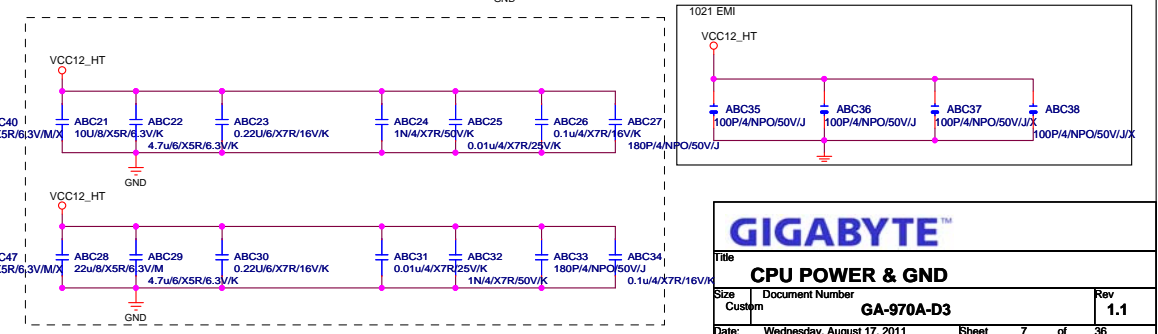 GND
1021 EMI
VCC12_HT
VCC12_HT
C40
X5R/6.3V/M/X
ABC21
10U/8/X5R/6.3V/K
ABC22
4.7u/6/X5R/6.3V/K
ABC23
0.22U/6/X7R/16V/K
ABC24
1N/4/X7R/50V/K
ABC25
0.01u/4/X7R/25V/K
ABC26
0.1u/4/X7R/16V/K
ABC27
180P/4/NPO/50V/J
ABC35
100P/4/NPO/50V/J
ABC36
100P/4/NPO/50V/J
ABC37
100P/4/NPO/50V/J/X
ABC38
100P/4/NPO/50V/J/X
GND
VCC12_HT
C47
X5R/6.3V/M/X
ABC28
22u/8/X5R/6.3V/M
ABC29
4.7u/6/X5R/6.3V/K
ABC30
0.22U/6/X7R/16V/K
ABC31
0.01u/4/X7R/25V/K
ABC32
1N/4/X7R/50V/K
ABC33
180P/4/NPO/50V/J
ABC34
0.1u/4/X7R/16V/K
GND
GIGABYTE™
Title
CPU POWER & GND
Size Document Number Rev
Custom GA-970A-D3 1.1
Date: Wednesday, August 17, 2011 Sheet 7 of 36